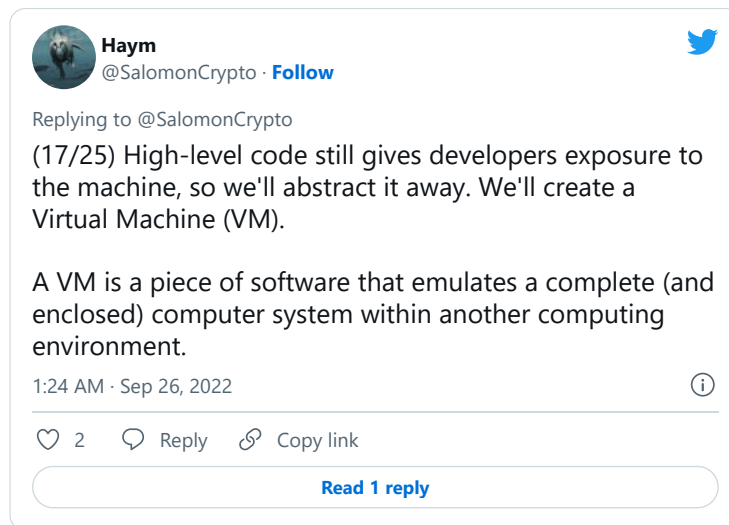 Haym
@SalomonCrypto · Follow
Replying to @SalomonCrypto
(17/25) High-level code still gives developers exposure to
the machine, so we'll abstract it away. We'll create a
Virtual Machine (VM).
A VM is a piece of software that emulates a complete (and
enclosed) computer system within another computing
environment.
1:24 AM · Sep 26, 2022
2 Reply Copy link
Read 1 reply